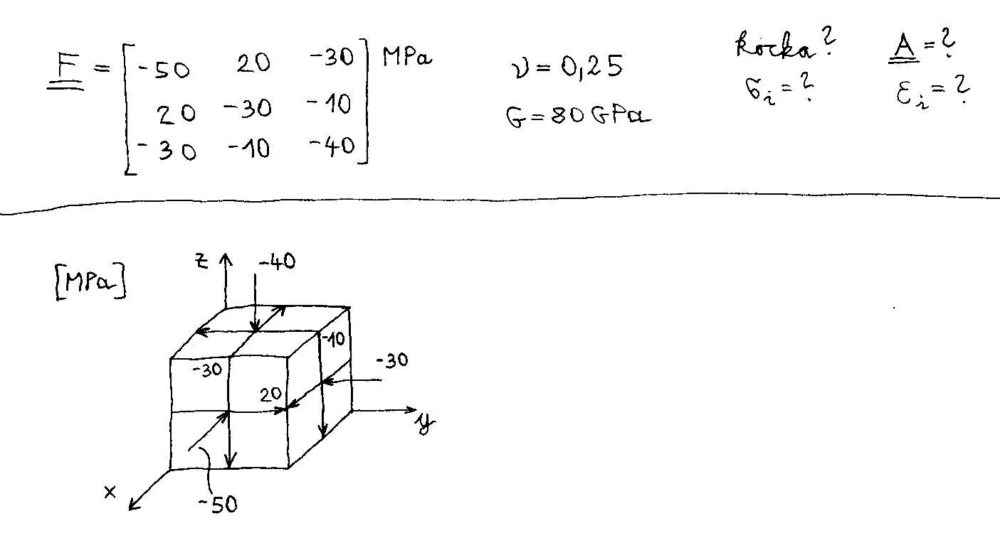 F = [ -50 20 -30 ] MPa ν = 0,25 kocka? A = ?
20 -30 -10 G = 80 GPa σi = ? εi = ?
-30 -10 -40
[MPa] z -40
-10
-30 -30
20
y
x
-50